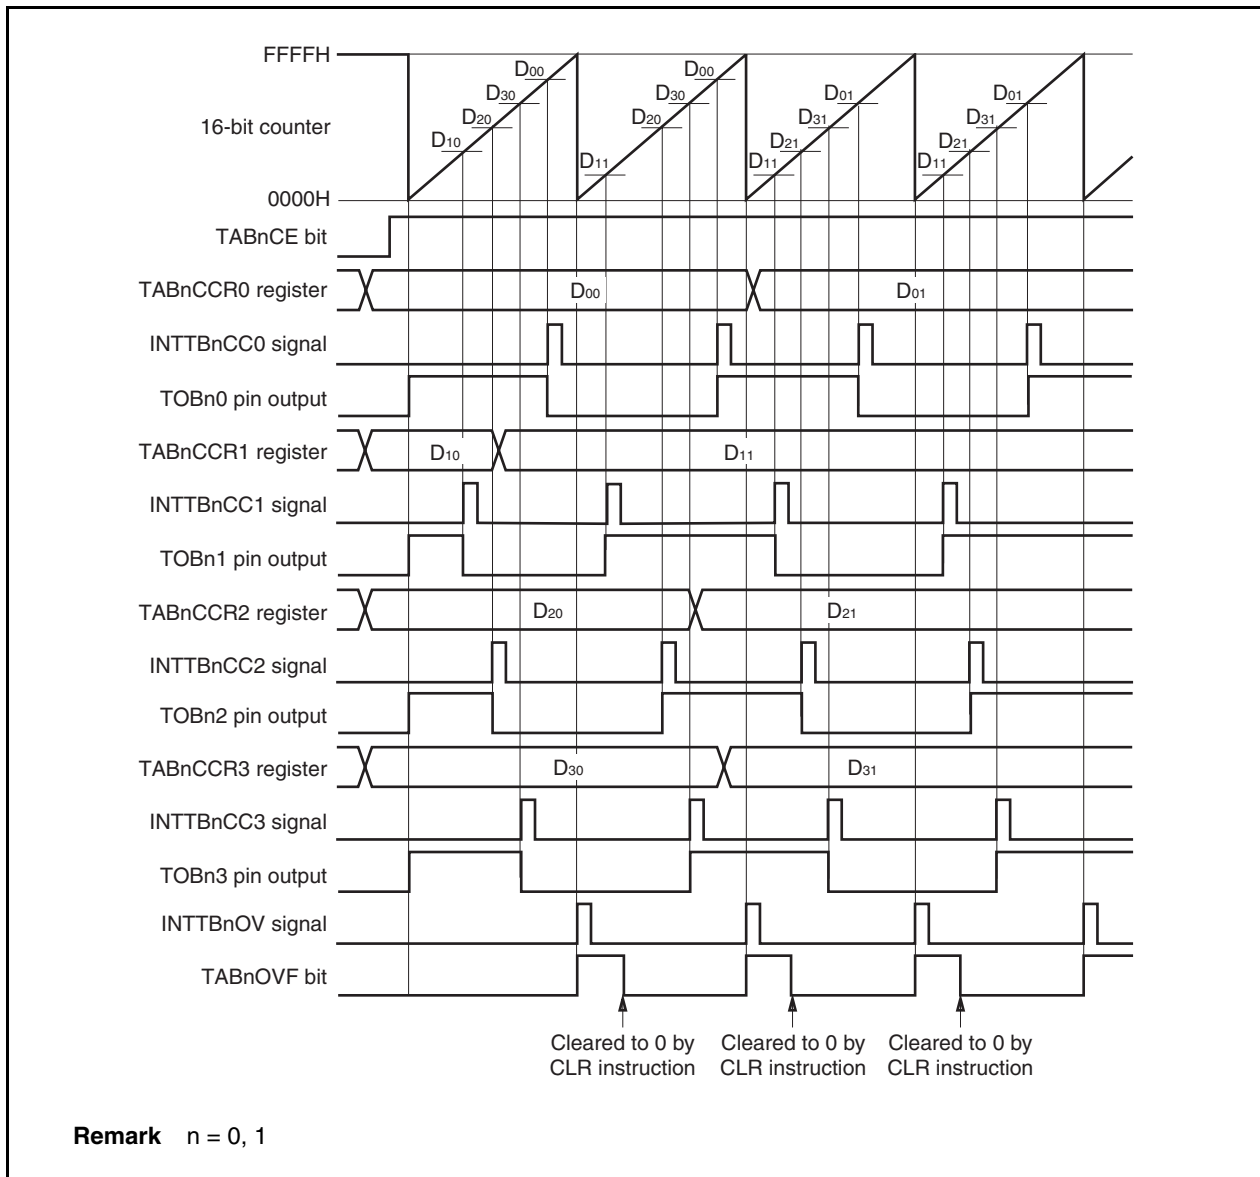 FFFFH
16-bit counter
0000H
D10 D20 D30 D00 D11 D20 D30 D00 D11 D21 D31 D01 D11 D21 D31 D01
TABnCE bit
TABnCCR0 register D00 D01
INTTBnCC0 signal
TOBn0 pin output
TABnCCR1 register D10 D11
INTTBnCC1 signal
TOBn1 pin output
TABnCCR2 register D20 D21
INTTBnCC2 signal
TOBn2 pin output
TABnCCR3 register D30 D31
INTTBnCC3 signal
TOBn3 pin output
INTTBnOV signal
TABnOVF bit
Cleared to 0 by
CLR instruction
Cleared to 0 by
CLR instruction
Cleared to 0 by
CLR instruction
Remark n = 0, 1